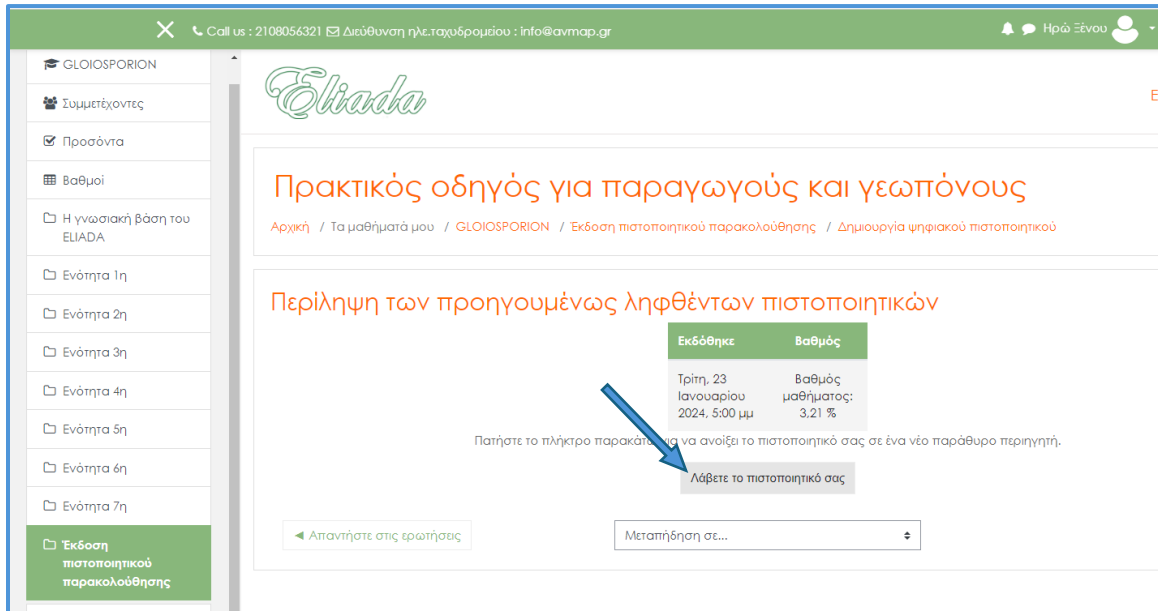 Call us : 2108056321 Διεύθυνση ηλε.ταχυδρομείου : info@avmap.gr
Ηρώ Ξένου
GLOIOSPORION
Συμμετέχοντες
Προσόντα
Βαθμοί
Η γνωσιακή βάση του
ELIADA
Ενότητα 1η
Ενότητα 2η
Ενότητα 3η
Ενότητα 4η
Ενότητα 5η
Ενότητα 6η
Ενότητα 7η
Έκδοση
πιστοποιητικού
παρακολούθησης
Eliada
Ε
Πρακτικός οδηγός για παραγωγούς και γεωπόνους
Αρχική / Τα μαθήματά μου / GLOIOSPORION / Έκδοση πιστοποιητικού παρακολούθησης / Δημιουργία ψηφιακού πιστοποιητικού
Περίληψη των προηγουμένως ληφθέντων πιστοποιητικών
Εκδόθηκε Βαθμός
Τρίτη, 23 Βαθμός
Ιανουαρίου μαθήματος:
2024, 5:00 μμ 3,21 %
Πατήστε το πλήκτρο παρακάτω για να ανοίξει το πιστοποιητικό σας σε ένα νέο παράθυρο περιηγητή.
Λάβετε το πιστοποιητικό σας
◄ Απαντήστε στις ερωτήσεις
Μεταπήδηση σε...